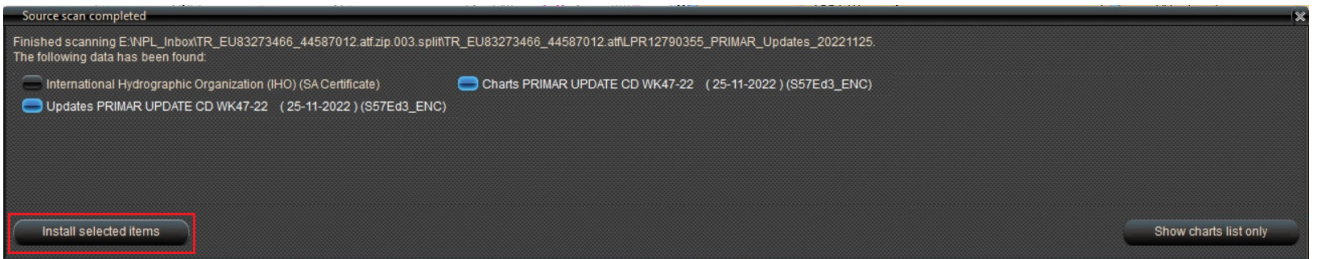 Source scan completed
Finished scanning E:\NPL_Inbox\TR_EU83273466_44587012.atf.zip.003.split\TR_EU83273466_44587012.atf\LPR12790355_PRIMAR_Updates_20221125.
The following data has been found:
International Hydrographic Organization (IHO) (SA Certificate)
Charts PRIMAR UPDATE CD WK47-22 ( 25-11-2022 ) (S57Ed3_ENC)
Updates PRIMAR UPDATE CD WK47-22 ( 25-11-2022 ) (S57Ed3_ENC)
Install selected items
Show charts list only